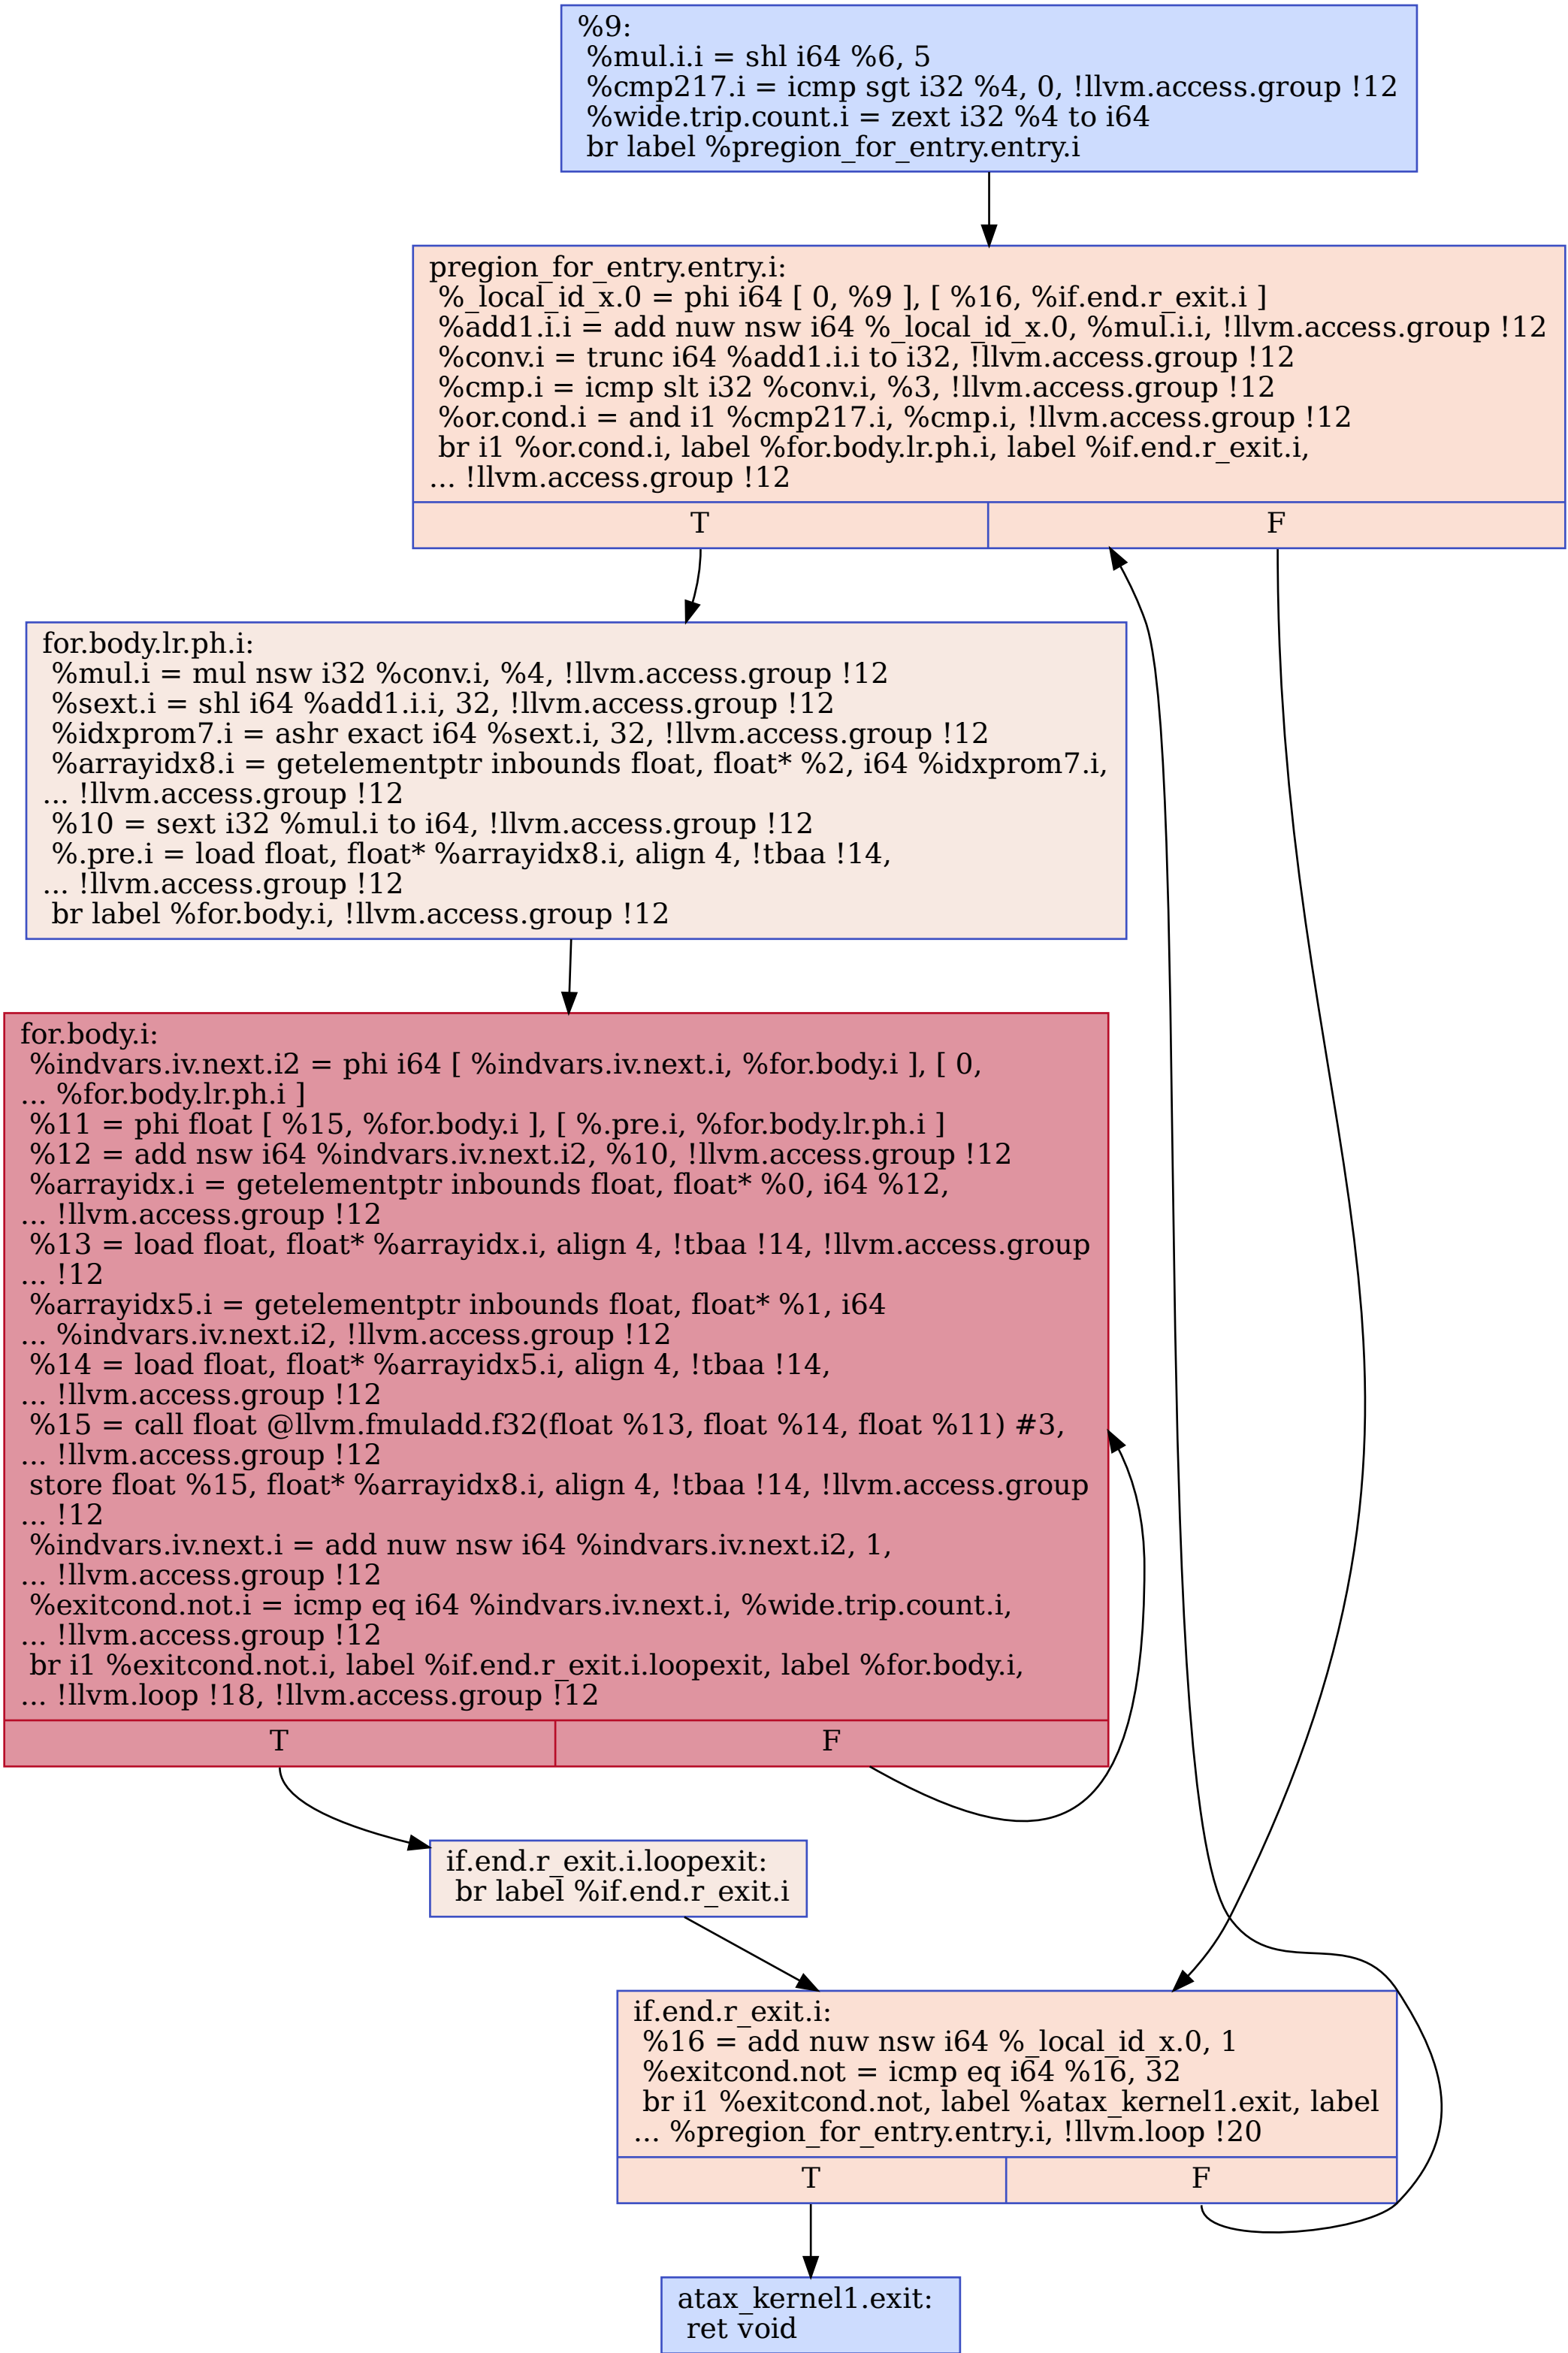 %9:
%mul.i.i = shl i64 %6, 5
%cmp217.i = icmp sgt i32 %4, 0, !llvm.access.group !12
%wide.trip.count.i = zext i32 %4 to i64
br label %pregion_for_entry.entry.i
pregion_for_entry.entry.i:
%_local_id_x.0 = phi i64 [ 0, %9 ], [ %16, %if.end.r_exit.i ]
%add1.i.i = add nuw nsw i64 %_local_id_x.0, %mul.i.i, !llvm.access.group !12
%conv.i = trunc i64 %add1.i.i to i32, !llvm.access.group !12
%cmp.i = icmp slt i32 %conv.i, %3, !llvm.access.group !12
%or.cond.i = and i1 %cmp217.i, %cmp.i, !llvm.access.group !12
br i1 %or.cond.i, label %for.body.lr.ph.i, label %if.end.r_exit.i,
... !llvm.access.group !12
T F
for.body.lr.ph.i:
%mul.i = mul nsw i32 %conv.i, %4, !llvm.access.group !12
%sext.i = shl i64 %add1.i.i, 32, !llvm.access.group !12
%idxprom7.i = ashr exact i64 %sext.i, 32, !llvm.access.group !12
%arrayidx8.i = getelementptr inbounds float, float* %2, i64 %idxprom7.i,
... !llvm.access.group !12
%10 = sext i32 %mul.i to i64, !llvm.access.group !12
%.pre.i = load float, float* %arrayidx8.i, align 4, !tbaa !14,
... !llvm.access.group !12
br label %for.body.i, !llvm.access.group !12
for.body.i:
%indvars.iv.next.i2 = phi i64 [ %indvars.iv.next.i, %for.body.i ], [ 0,
... %for.body.lr.ph.i ]
%11 = phi float [ %15, %for.body.i ], [ %.pre.i, %for.body.lr.ph.i ]
%12 = add nsw i64 %indvars.iv.next.i2, %10, !llvm.access.group !12
%arrayidx.i = getelementptr inbounds float, float* %0, i64 %12,
... !llvm.access.group !12
%13 = load float, float* %arrayidx.i, align 4, !tbaa !14, !llvm.access.group
... !12
%arrayidx5.i = getelementptr inbounds float, float* %1, i64
... %indvars.iv.next.i2, !llvm.access.group !12
%14 = load float, float* %arrayidx5.i, align 4, !tbaa !14,
... !llvm.access.group !12
%15 = call float @llvm.fmuladd.f32(float %13, float %14, float %11) #3,
... !llvm.access.group !12
store float %15, float* %arrayidx8.i, align 4, !tbaa !14, !llvm.access.group
... !12
%indvars.iv.next.i = add nuw nsw i64 %indvars.iv.next.i2, 1,
... !llvm.access.group !12
%exitcond.not.i = icmp eq i64 %indvars.iv.next.i, %wide.trip.count.i,
... !llvm.access.group !12
br i1 %exitcond.not.i, label %if.end.r_exit.i.loopexit, label %for.body.i,
... !llvm.loop !18, !llvm.access.group !12
T F
if.end.r_exit.i.loopexit:
br label %if.end.r_exit.i
if.end.r_exit.i:
%16 = add nuw nsw i64 %_local_id_x.0, 1
%exitcond.not = icmp eq i64 %16, 32
br i1 %exitcond.not, label %atax_kernel1.exit, label
... %pregion_for_entry.entry.i, !llvm.loop !20
T F
atax_kernel1.exit:
ret void